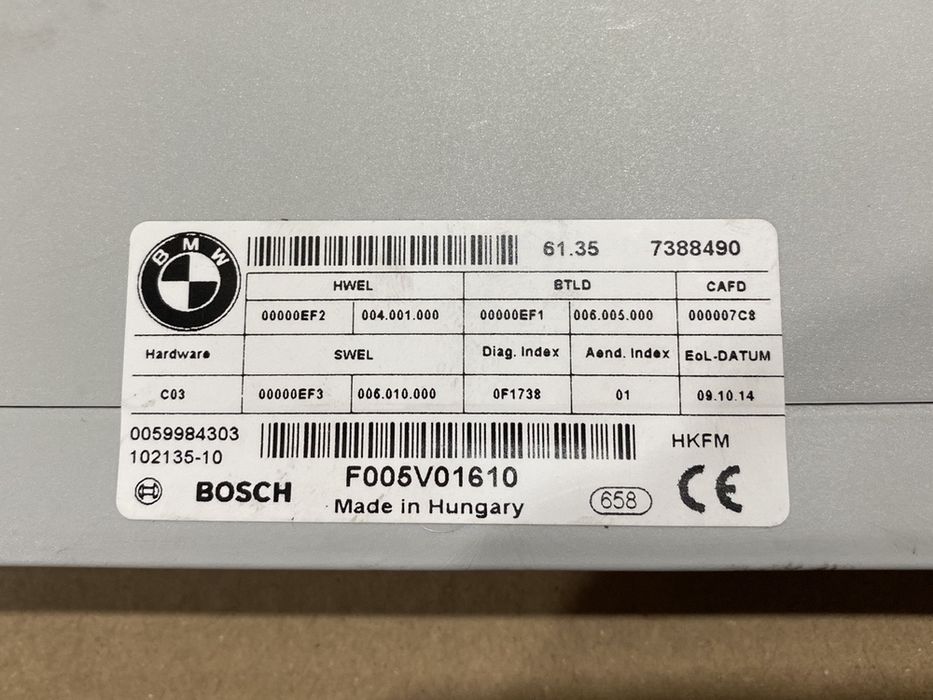 BMW
61.35 7388490
HWEL BTLD CAFD
00000EF2 004.001.000 00000EF1 006.005.000 000007C8
Hardware SWEL Diag. Index Aend. Index EoL-DATUM
C03 00000EF3 006.010.000 0F1738 01 09.10.14
0059984303 HKFM
102135-10
F005V01610
BOSCH Made in Hungary 658 CE